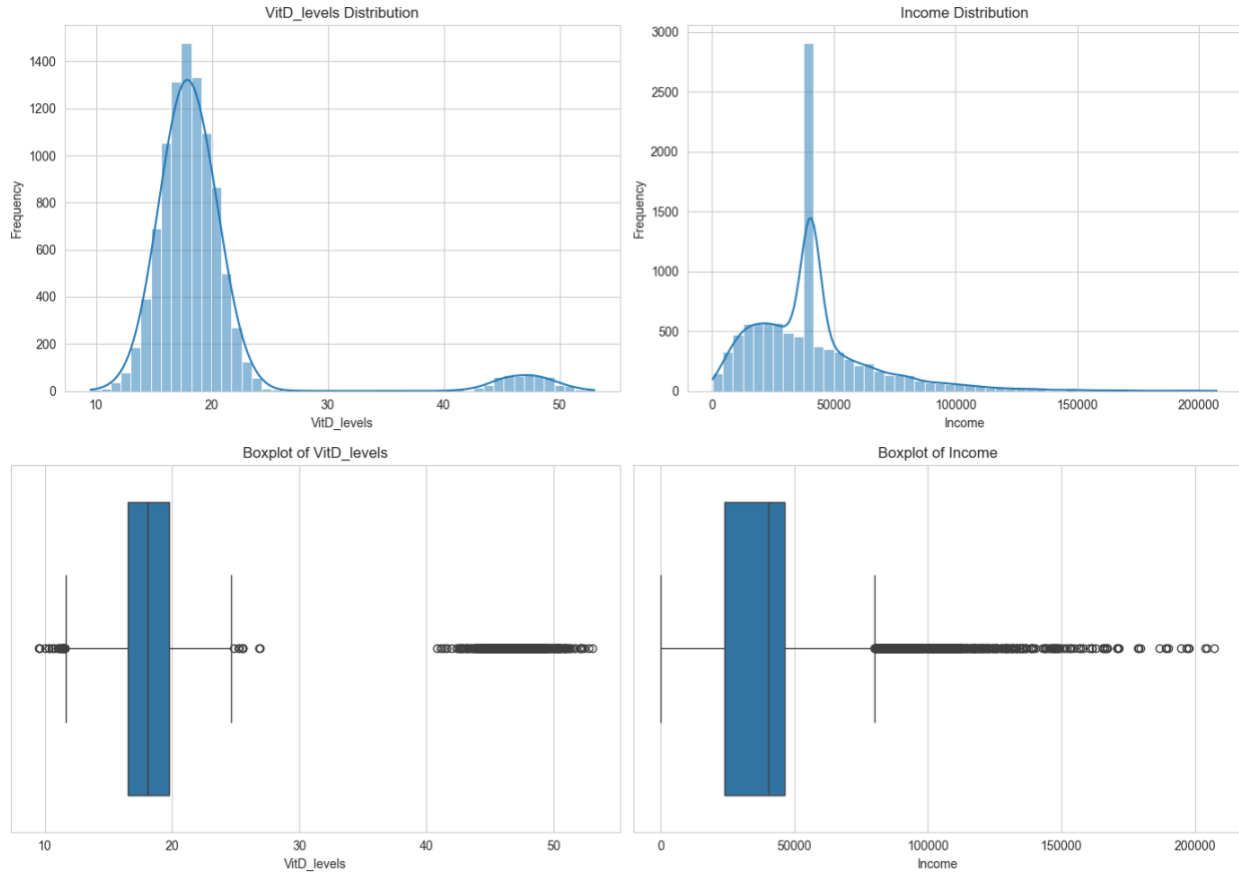 VitD_levels Distribution
Frequency
1400
1200
1000
800
600
400
200
0
10 20 30 40 50
VitD_levels
Income Distribution
Frequency
3000
2500
2000
1500
1000
500
0
0 50000 100000 150000 200000
Income
Boxplot of VitD_levels
10 20 30 40 50
VitD_levels
Boxplot of Income
0 50000 100000 150000 200000
Income